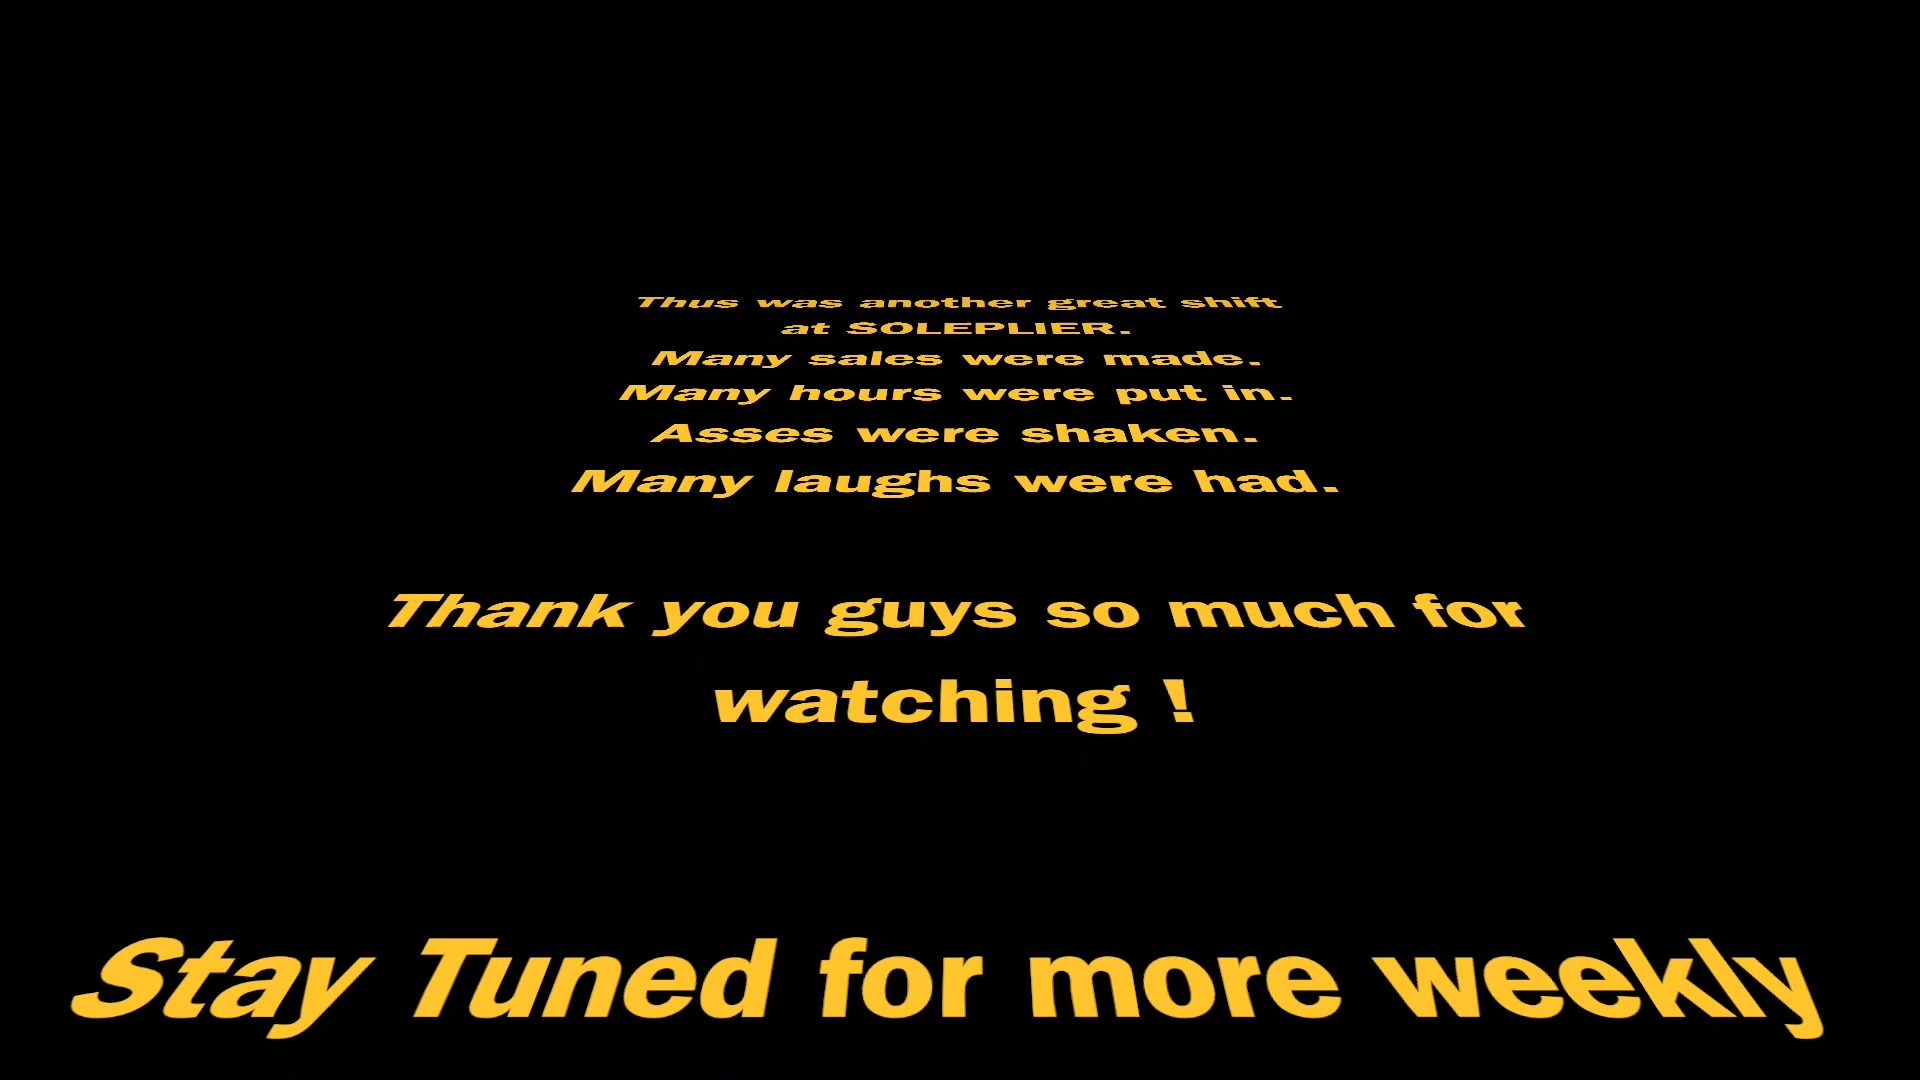 Thus was another great shift
at SOLEPLIER.
Many sales were made.
Many hours were put in.
Asses were shaken.
Many laughs were had.
Thank you guys so much for
watching !
Stay Tuned for more weekly